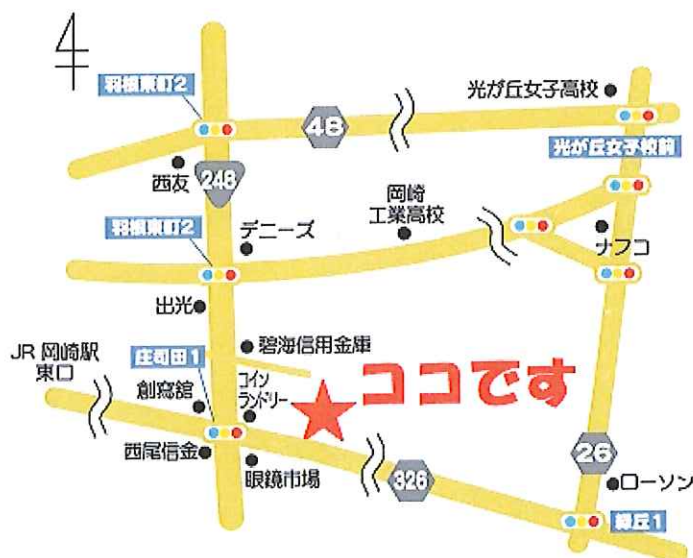 羽根東町2
光が丘女子高校
48
光が丘女子校前
西友
248
岡崎
工業高校
羽根東町2
デニーズ
ナフコ
出光
JR 岡崎駅
東口
庄司田1
碧海信用金庫
ココです
創寫舘
コイン
ランドリー
西尾信金
眼鏡市場
326
26
ローソン
緑丘1